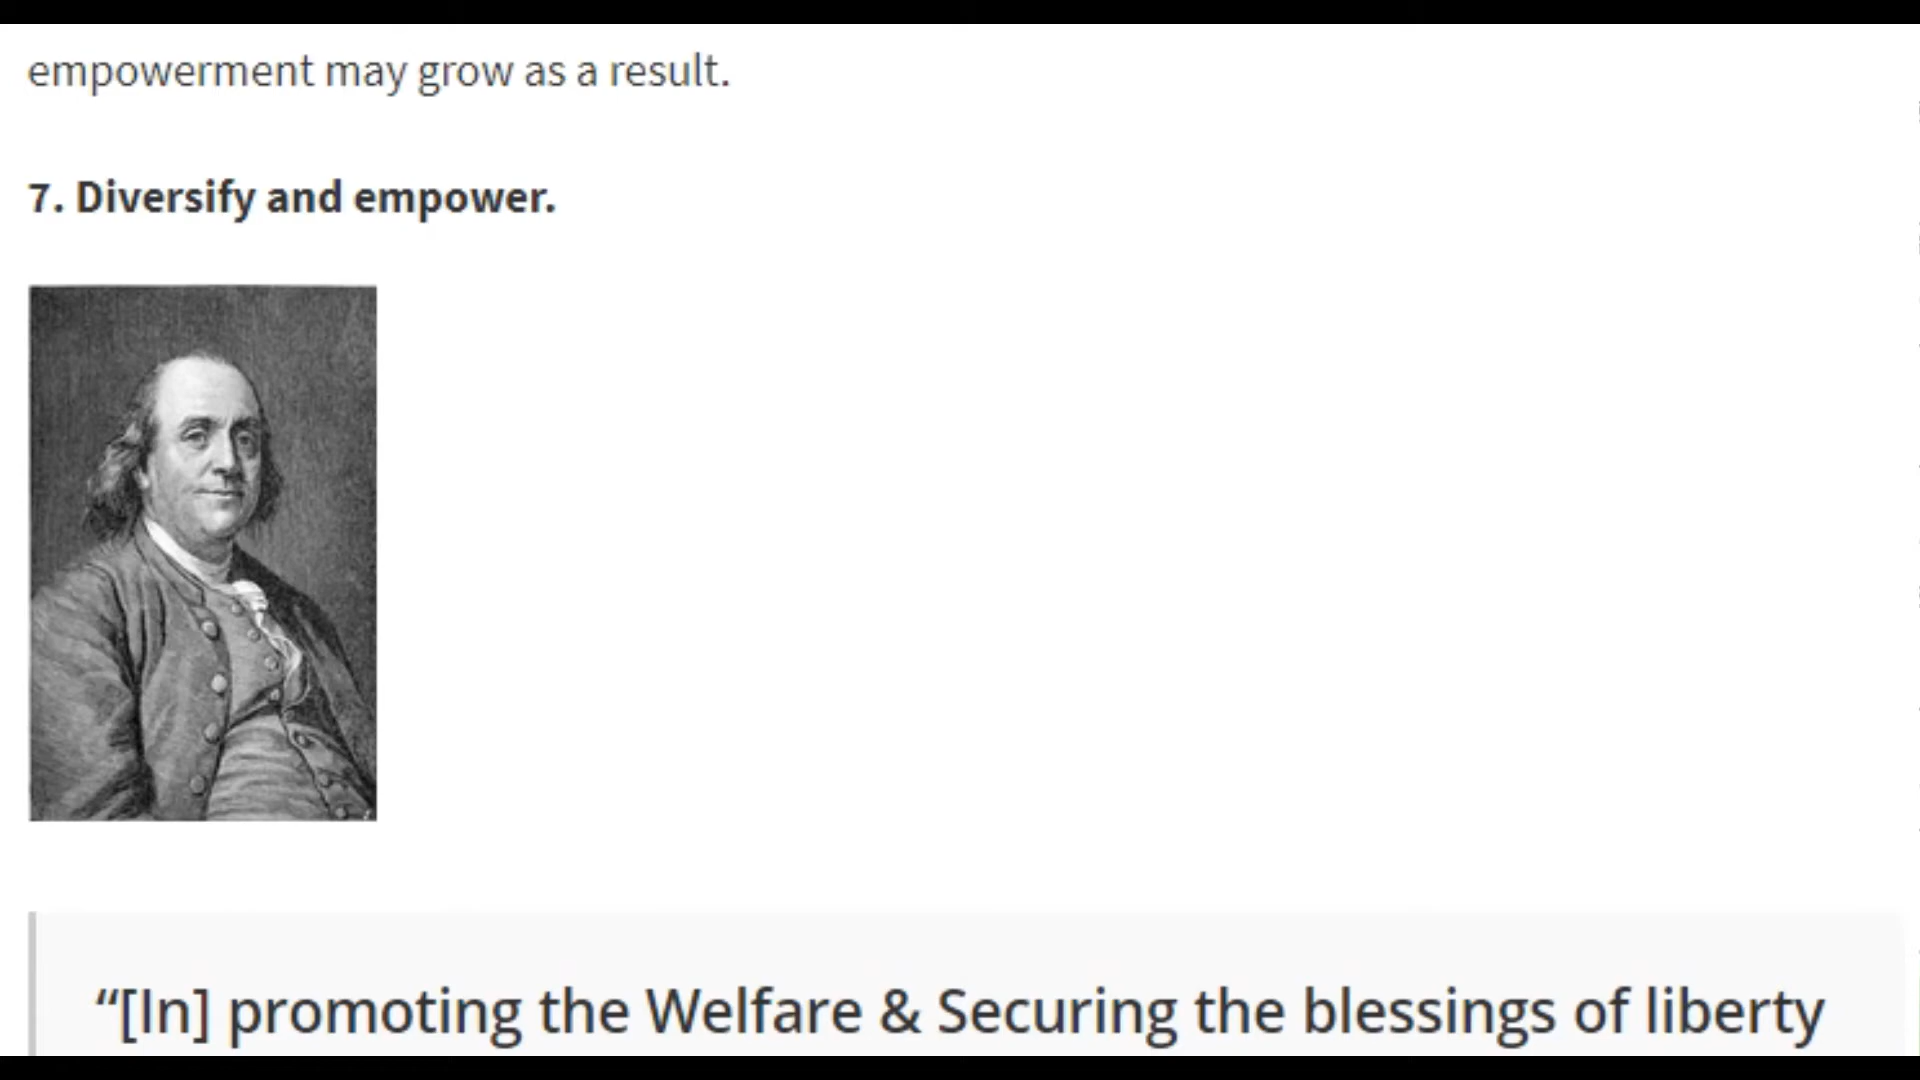 empowerment may grow as a result.
7. Diversify and empower.
“[In] promoting the Welfare & Securing the blessings of liberty